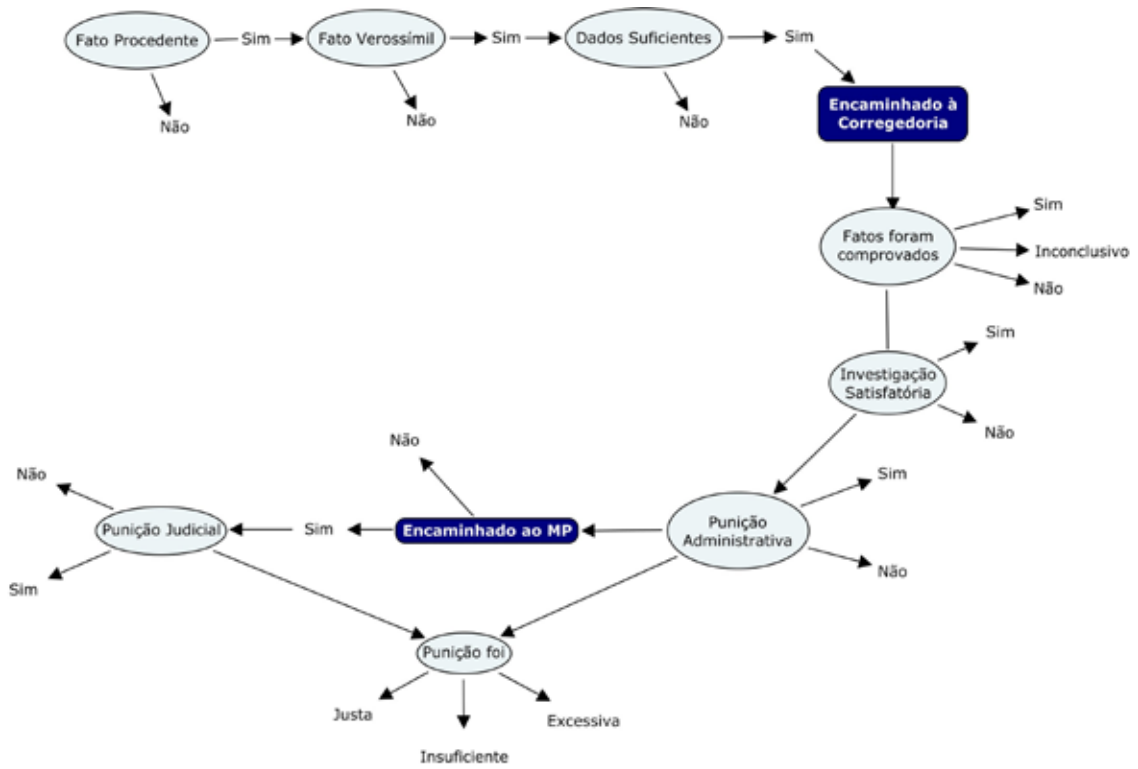 Fato Procedente
Sim
Fato Verossímil
Sim
Dados Suficientes
Sim
Não
Não
Não
Encaminhado à
Corregedoria
Fatos foram
comprovados
Sim
Inconclusivo
Não
Investigação
Satisfatória
Sim
Não
Punição
Administrativa
Sim
Não
Encaminhado ao MP
Não
Sim
Punição Judicial
Não
Sim
Punição foi
Justa
Insuficiente
Excessiva